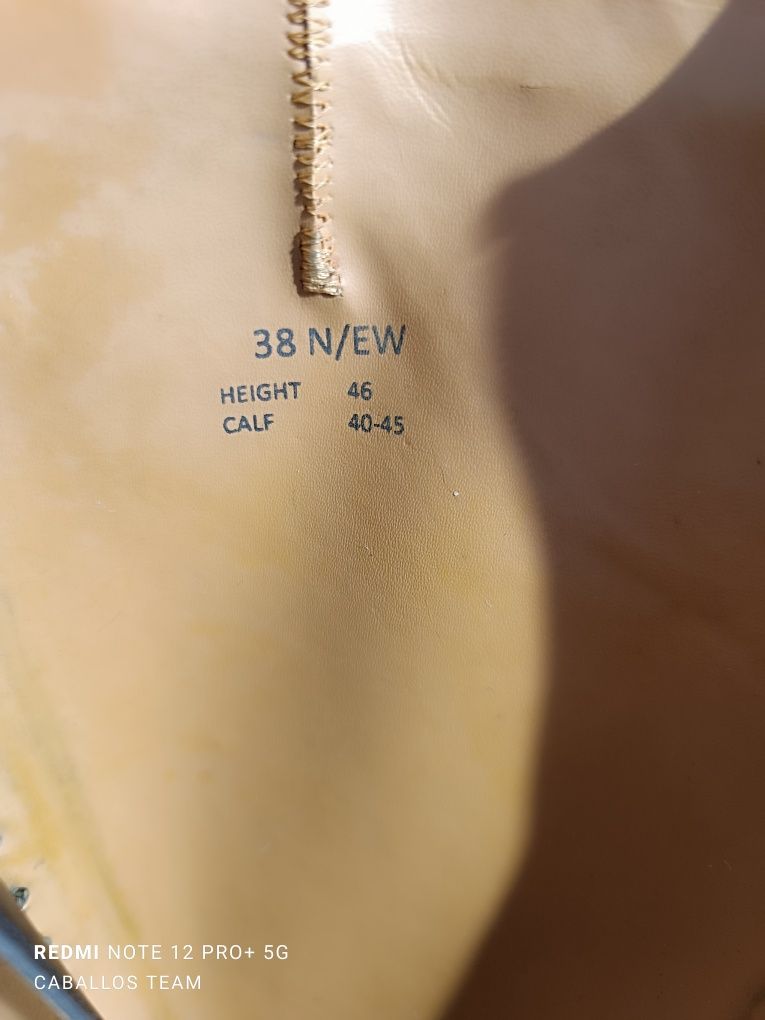 38 N/EW
HEIGHT 46
CALF 40-45
REDMI NOTE 12 PRO+ 5G
CABALLOS TEAM